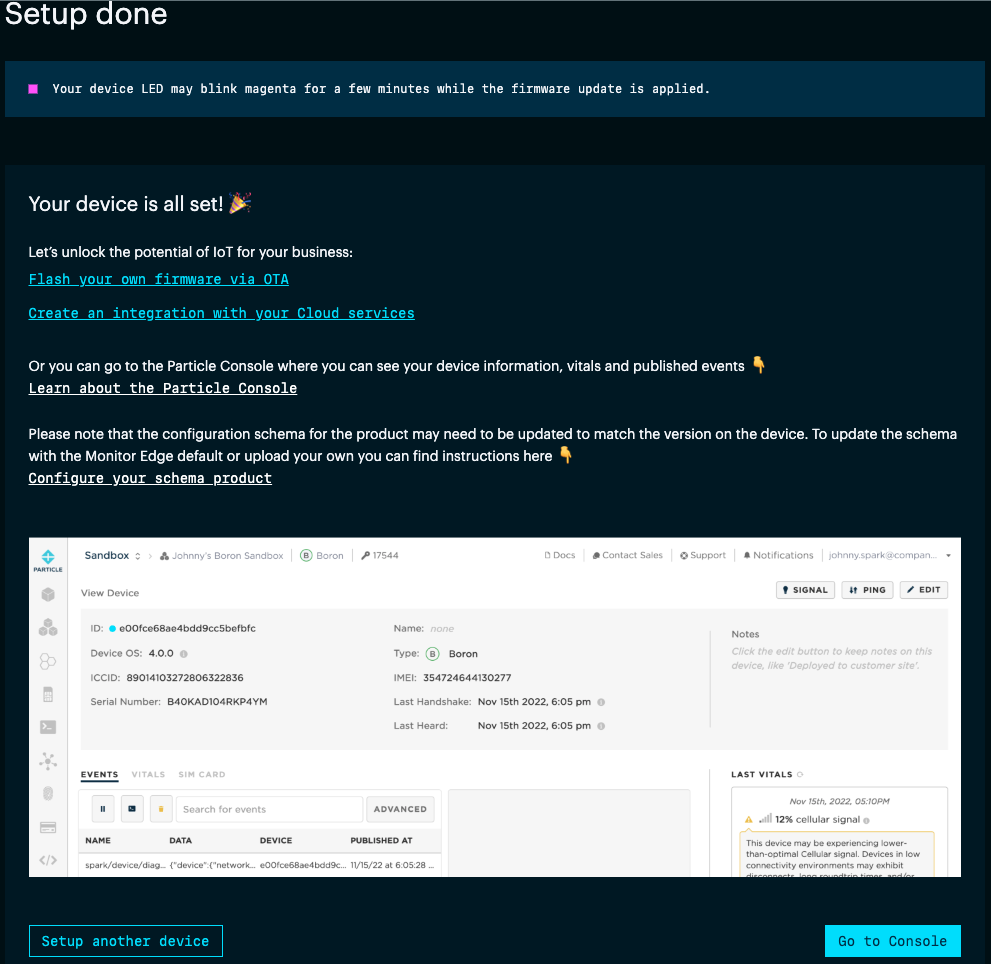 Setup done
Your device LED may blink magenta for a few minutes while the firmware update is applied.
Your device is all set! 🎉
Let's unlock the potential of IoT for your business:
Flash your own firmware via OTA
Create an integration with your Cloud services
Or you can go to the Particle Console where you can see your device information, vitals and published events 👇
Learn about the Particle Console
Please note that the configuration schema for the product may need to be updated to match the version on the device. To update the schema
with the Monitor Edge default or upload your own you can find instructions here 👇
Configure your schema product
PARTICLE
Sandbox Johnny's Boron Sandbox B Boron 17544 Docs Contact Sales Support Notifications johnny.spark@compan...
View Device SIGNAL PING EDIT
ID: e00fce68ae4bdd9cc5befbfc Name: none
Device OS: 4.0.0 Type: B Boron
ICCID: 89014103272806322836 IMEI: 354724644130277
Serial Number: B40KAD104RKP4YM Last Handshake: Nov 15th 2022, 6:05 pm
Last Heard: Nov 15th 2022, 6:05 pm
Notes
Click the edit button to keep notes on this
device, like 'Deployed to customer site'.
EVENTS VITALS SIM CARD
Search for events ADVANCED
NAME DATA DEVICE PUBLISHED AT
spark/device/diag... {"device":{"network... e00fce68ae4bdd9c... 11/15/22 at 6:05:28 ...
LAST VITALS
Nov 15th, 2022, 05:10PM
12% cellular signal
This device may be experiencing lower-
than-optimal Cellular signal. Devices in low
connectivity environments may exhibit
disconnects, long roundtrip times, and/or
Setup another device
Go to Console